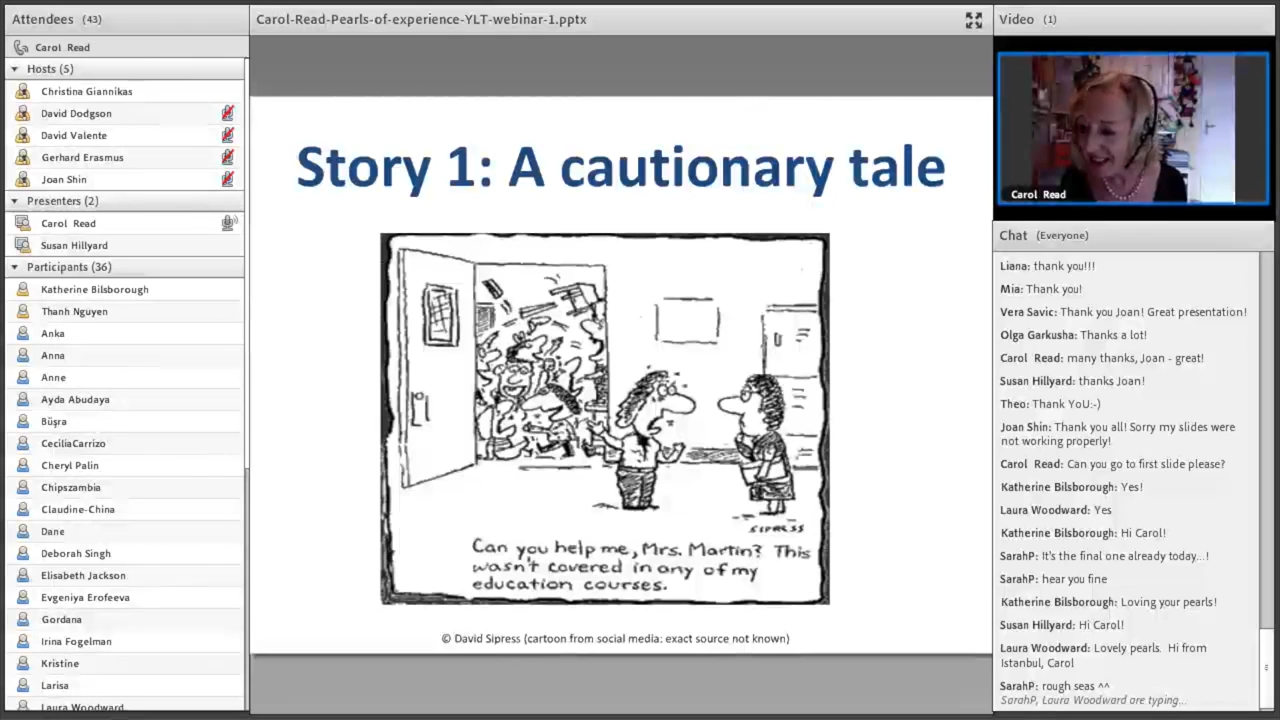 Attendees (43)
Carol Read
Hosts (5)
Christina Giannikas
David Dodgson
David Valente
Gerhard Erasmus
Joan Shin
Presenters (2)
Carol Read
Susan Hillyard
Participants (36)
Katherine Bilsborough
Thanh Nguyen
Anka
Anna
Anne
Ayda Abudaya
Büşra
CeciliaCarrizo
Cheryl Palin
Chipszambia
Claudine-China
Dane
Deborah Singh
Elisabeth Jackson
Evgeniya Erofeeva
Gordana
Irina Fogelman
Kristine
Larisa
Laura Woodward
Carol-Read-Pearls-of-experience-YLT-webinar-1.pptx
Story 1: A cautionary tale
SIPRESS
Can you help me, Mrs. Martin? This
wasn't covered in any of my
education courses.
© David Sipress (cartoon from social media; exact source not known)
Video (1)
Carol Read
Chat (Everyone)
Liana: thank you!!!
Mia: Thank you!
Vera Savic: Thank you Joan! Great presentation!
Olga Garkusha: Thanks a lot!
Carol Read: many thanks, Joan - great!
Susan Hillyard: thanks Joan!
Theo: Thank YoU:-)
Joan Shin: Thank you all! Sorry my slides were
not working properly!
Carol Read: Can you go to first slide please?
Katherine Bilsborough: Yes!
Laura Woodward: Yes
Katherine Bilsborough: Hi Carol!
SarahP: It's the final one already today...!
SarahP: hear you fine
Katherine Bilsborough: Loving your pearls!
Susan Hillyard: Hi Carol!
Laura Woodward: Lovely pearls. Hi from
Istanbul, Carol
SarahP: rough seas ^^
SarahP, Laura Woodward are typing...